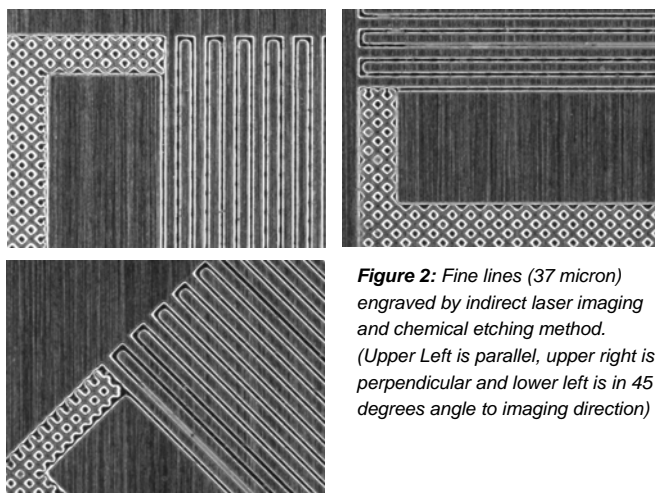 Figure 2: Fine lines (37 micron)
engraved by indirect laser imaging
and chemical etching method.
(Upper Left is parallel, upper right is
perpendicular and lower left is in 45
degrees angle to imaging direction)